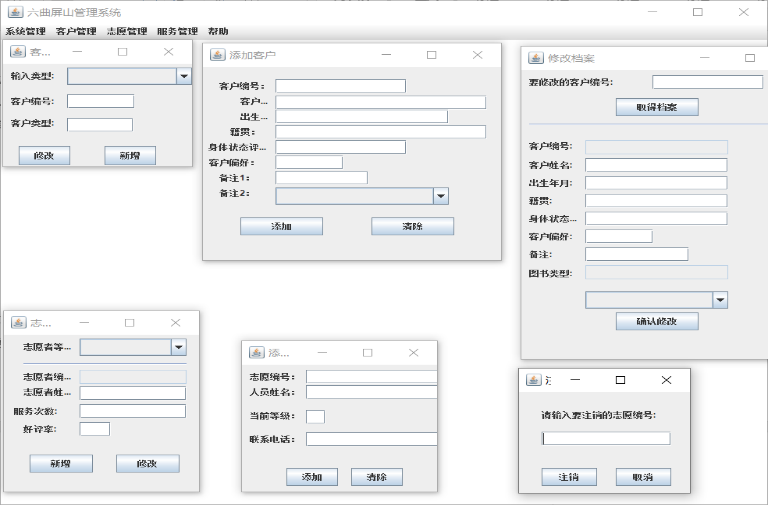 六曲屏山管理系统
系统管理 客户管理 志愿管理 服务管理 帮助
客...
输入类型:
客户编号:
客户类型:
修改 新增
添加客户
客户编号:
客户...
出生...
籍贯:
身体状态评...
客户偏好:
备注1:
备注2:
添加 清除
修改档案
要修改的客户编号:
取得档案
客户编号:
客户姓名:
出生年月:
籍贯:
身体状态...
客户偏好:
备注:
图书类型:
确认修改
志...
志愿者等...
志愿者编...
志愿者姓...
服务次数:
好评率:
新增 修改
添...
志愿编号:
人员姓名:
当前等级:
联系电话:
添加 清除
请输入要注销的志愿编号:
注销 取消